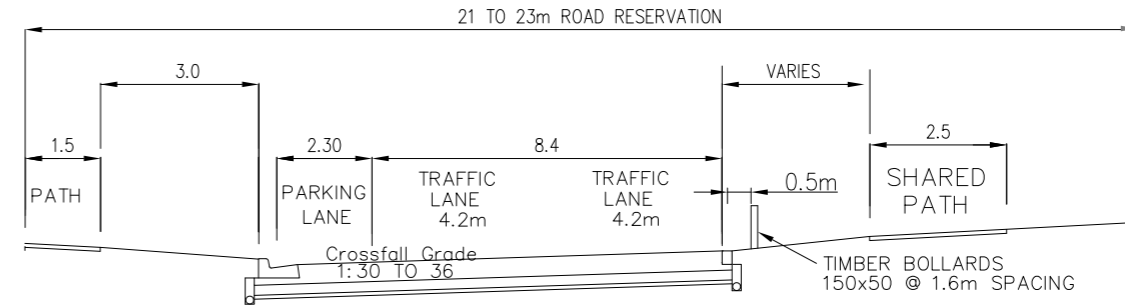 21 TO 23m ROAD RESERVATION
3.0
VARIES
1.5
2.30
8.4
2.5
PATH
PARKING
LANE
TRAFFIC
LANE
4.2m
TRAFFIC
LANE
4.2m
0.5m
SHARED
PATH
Crossfall Grade
1:30 TO 36
TIMBER BOLLARDS
150x50 @ 1.6m SPACING